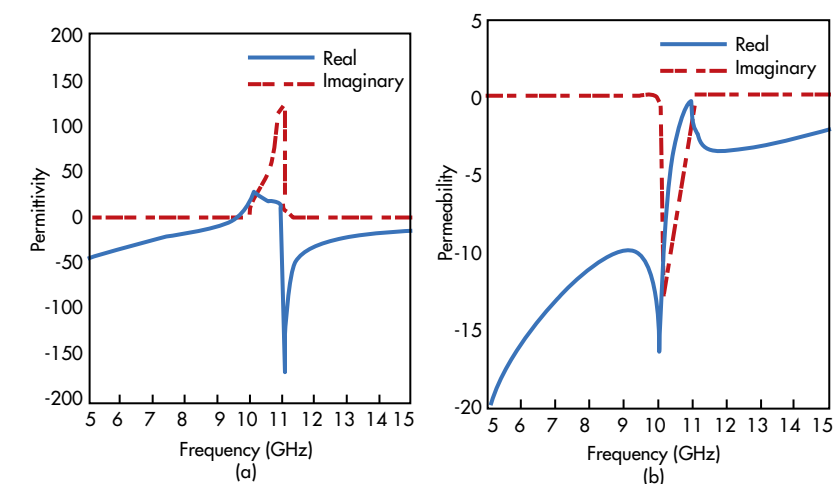 200
150
100
50
0
-50
-100
-150
-200
Permittivity
Real
Imaginary
5 6 7 8 9 10 11 12 13 14 15
Frequency (GHz)
(a)
5
0
-5
-10
-15
-20
Permeability
Real
Imaginary
5 6 7 8 9 10 11 12 13 14 15
Frequency (GHz)
(b)